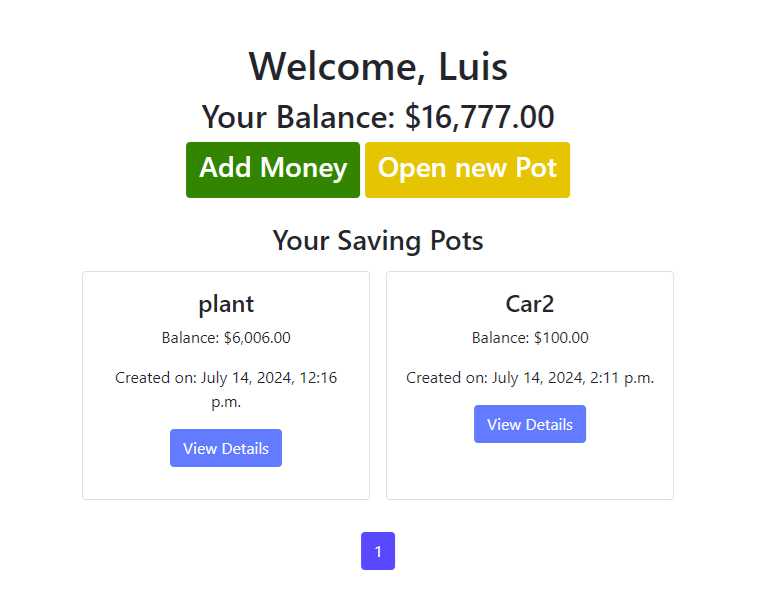 Welcome, Luis
Your Balance: $16,777.00
Add Money Open new Pot
Your Saving Pots
plant
Balance: $6,006.00
Created on: July 14, 2024, 12:16
p.m.
View Details
Car2
Balance: $100.00
Created on: July 14, 2024, 2:11 p.m.
View Details
1